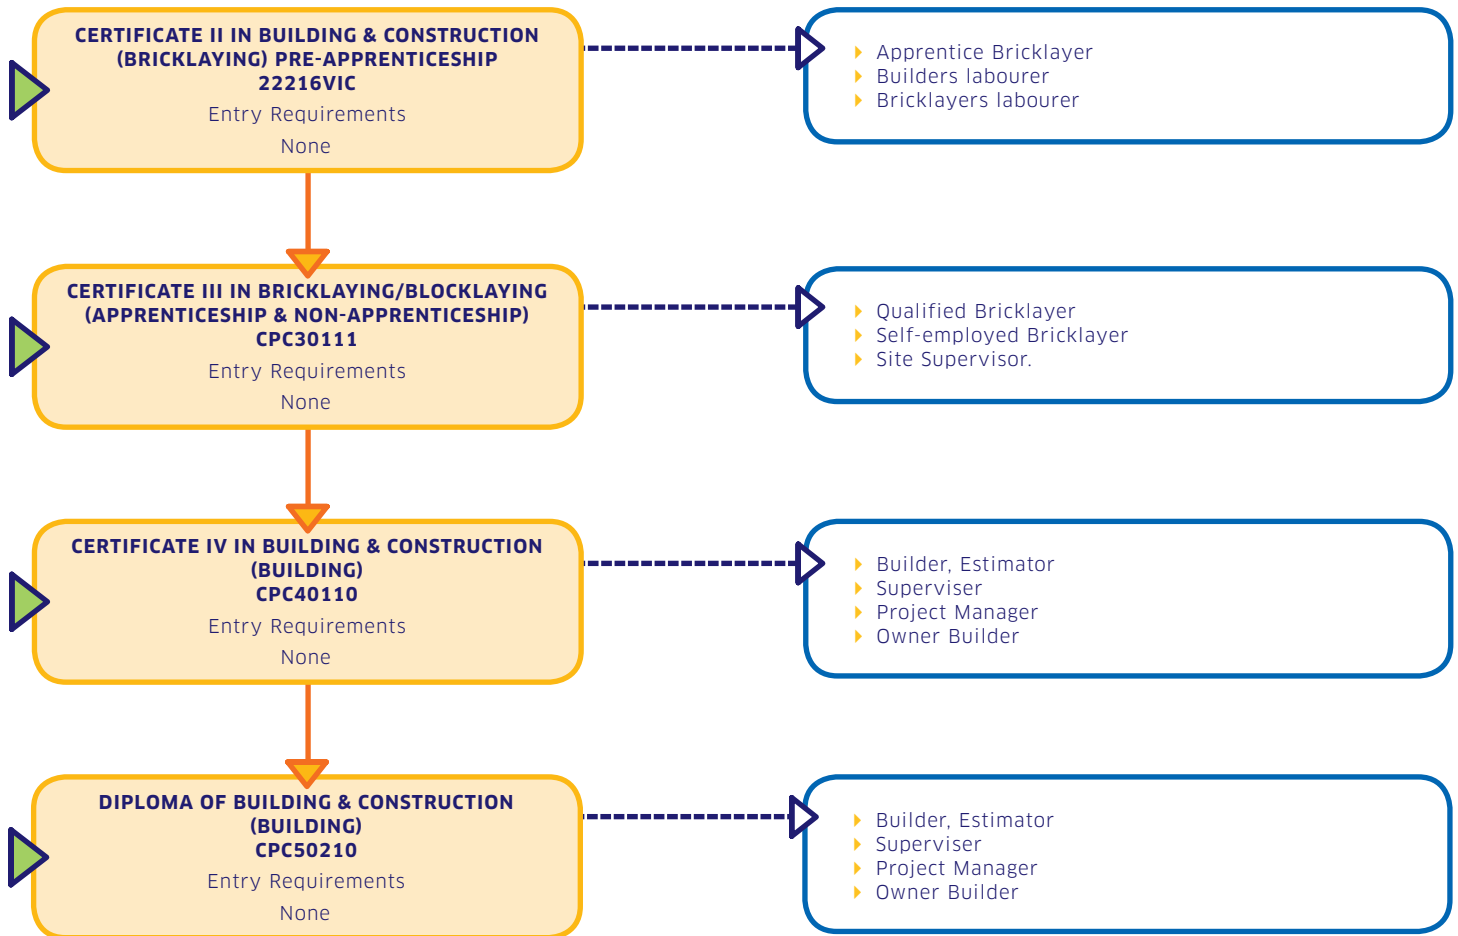 CERTIFICATE II IN BUILDING & CONSTRUCTION
(BRICKLAYING) PRE-APPRENTICESHIP
22216VIC
Entry Requirements
None
Apprentice Bricklayer
Builders labourer
Bricklayers labourer
CERTIFICATE III IN BRICKLAYING/BLOCKLAYING
(APPRENTICESHIP & NON-APPRENTICESHIP)
CPC30111
Entry Requirements
None
Qualified Bricklayer
Self-employed Bricklayer
Site Supervisor.
CERTIFICATE IV IN BUILDING & CONSTRUCTION
(BUILDING)
CPC40110
Entry Requirements
None
Builder, Estimator
Superviser
Project Manager
Owner Builder
DIPLOMA OF BUILDING & CONSTRUCTION
(BUILDING)
CPC50210
Entry Requirements
None
Builder, Estimator
Superviser
Project Manager
Owner Builder